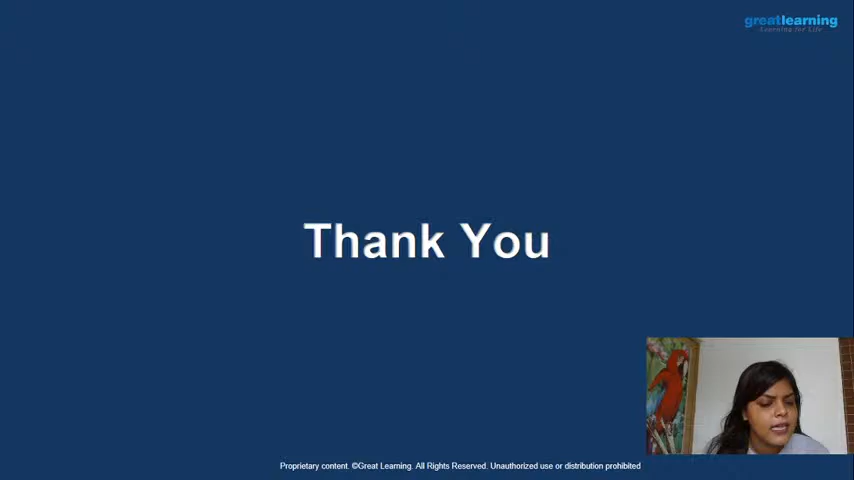 greatlearning
Learning for Life
Thank You
Proprietary content. ©Great Learning. All Rights Reserved. Unauthorized use or distribution prohibited